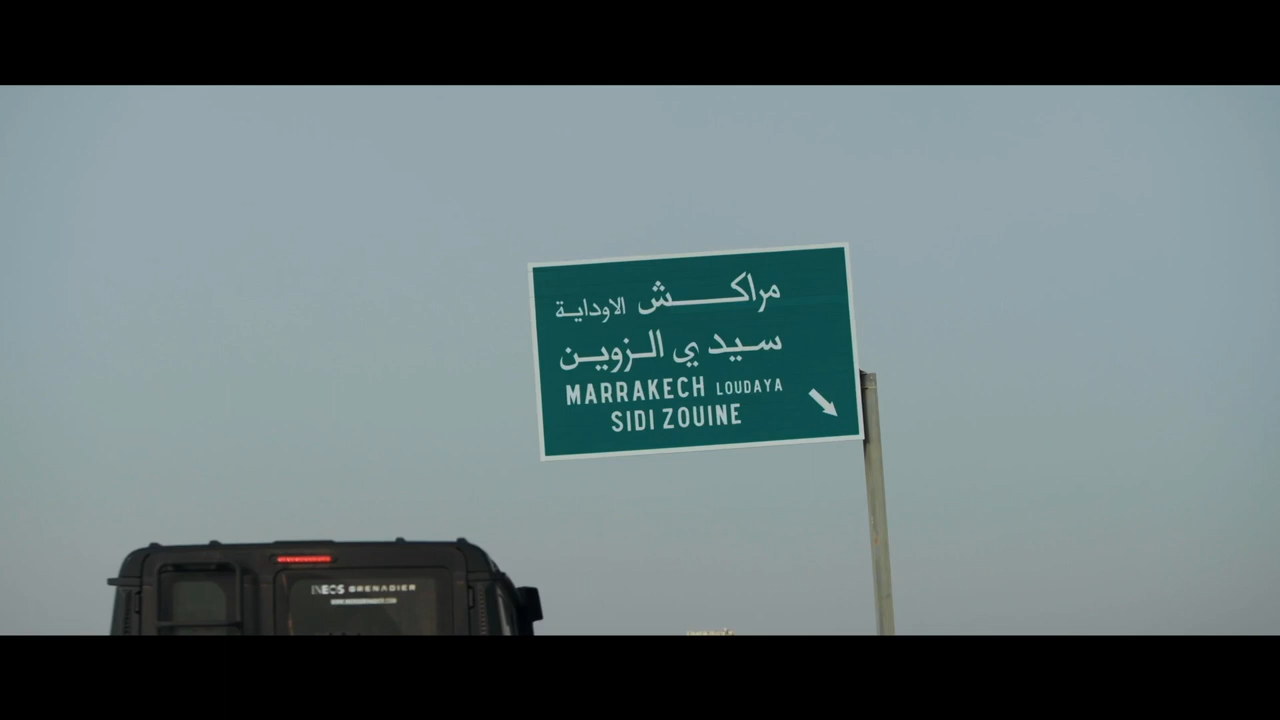 مراكش الاوداية
سيدي الزوين
MARRAKECH LOUDAYA
SIDI ZOUINE
INEOS GRENADIER